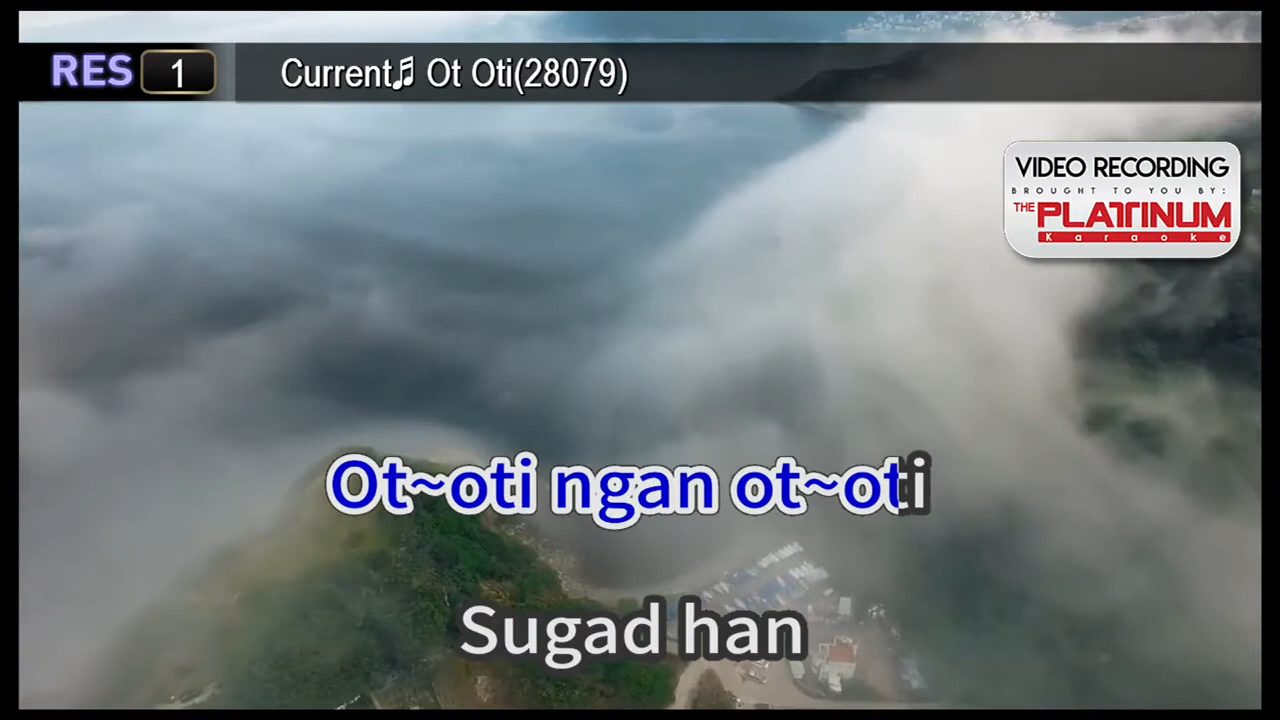 RES 1 Current♫ Ot Oti(28079)
VIDEO RECORDING
BROUGHT TO YOU BY:
THE PLATINUM
Karaoke
Ot~oti ngan ot~oti
Sugad han